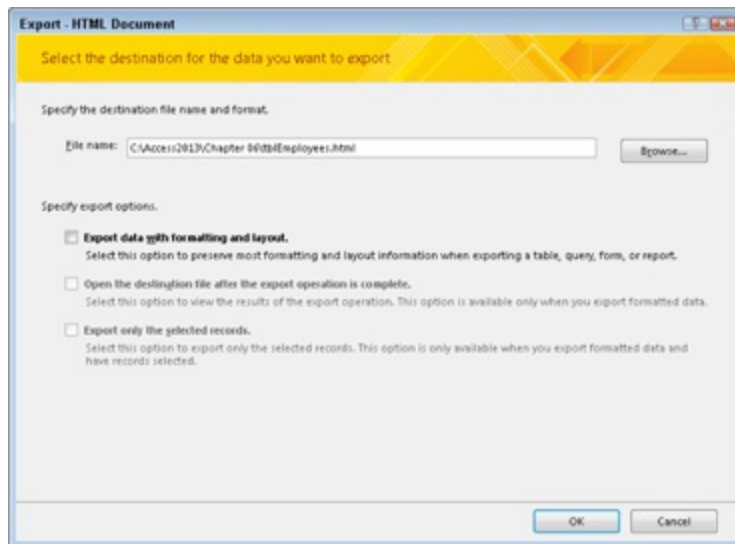 Export - HTML Document
Select the destination for the data you want to export
Specify the destination file name and format.
File name: C:\Access2013\Chapter 06\tblEmployees.html Browse...
Specify export options.
Export data with formatting and layout.
Select this option to preserve most formatting and layout information when exporting a table, query, form, or report.
Open the destination file after the export operation is complete.
Select this option to view the results of the export operation. This option is available only when you export formatted data.
Export only the selected records.
Select this option to export only the selected records. This option is only available when you export formatted data and
have records selected.
OK Cancel